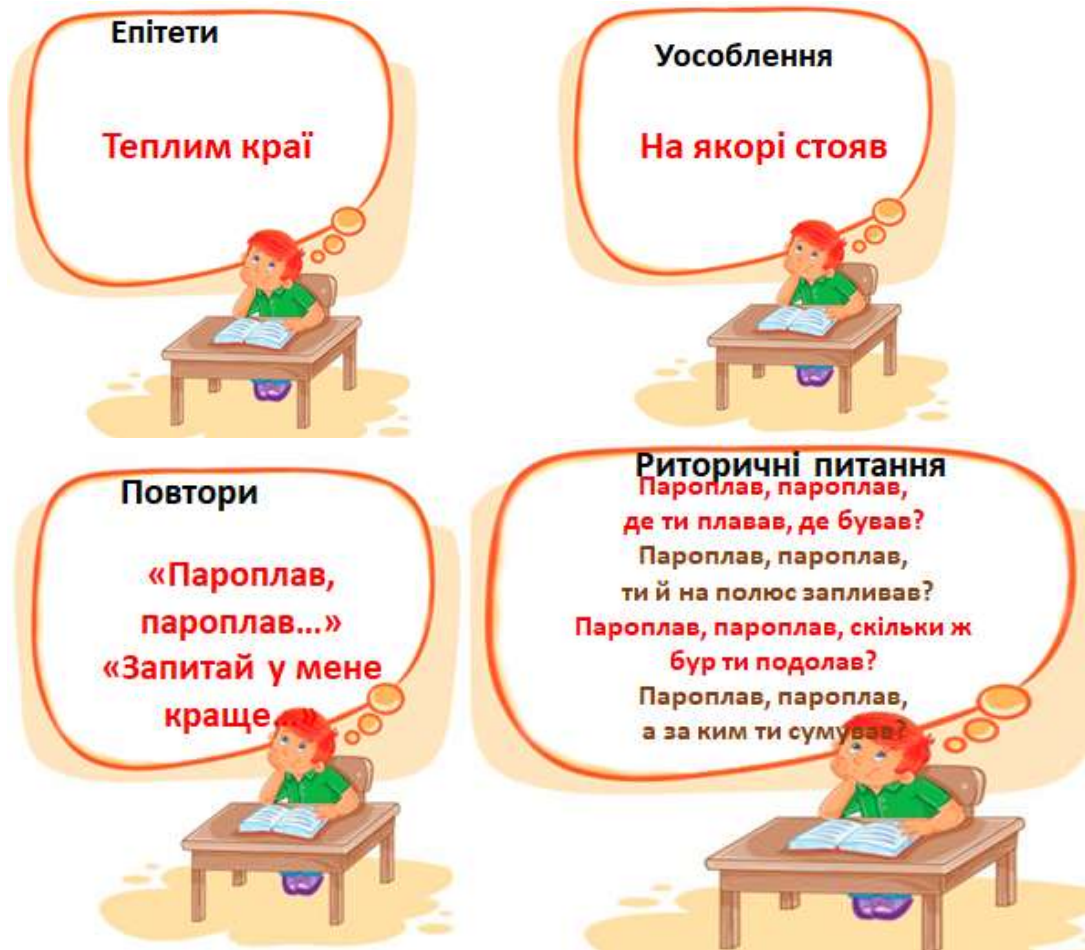 Епітети
Теплим краї
Уособлення
На якорі стояв
Повтори
«Пароплав,
пароплав...»
«Запитай у мене
краще...»
Риторичні питання
Пароплав, пароплав,
де ти плавав, де бував?
Пароплав, пароплав,
ти й на полюс запливав?
Пароплав, пароплав, скільки ж
бур ти подолав?
Пароплав, пароплав,
а за ким ти сумував?